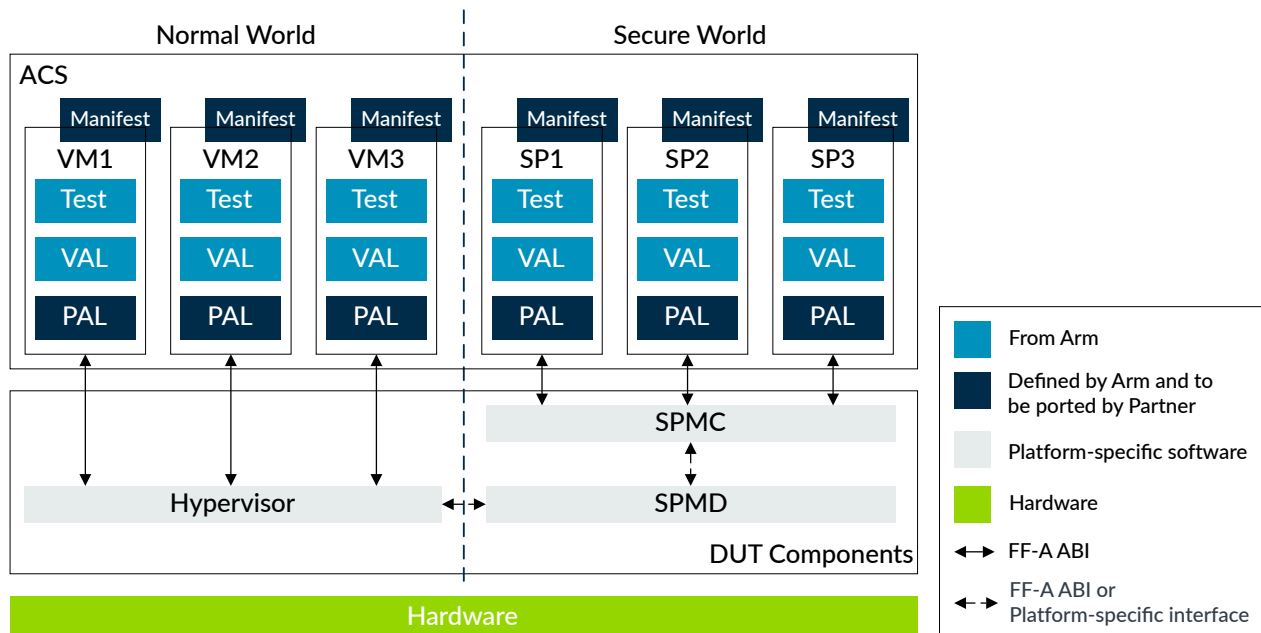 Normal World
Secure World
ACS
Manifest
Manifest
Manifest
Manifest
Manifest
Manifest
VM1
VM2
VM3
SP1
SP2
SP3
Test
Test
Test
Test
Test
Test
VAL
VAL
VAL
VAL
VAL
VAL
PAL
PAL
PAL
PAL
PAL
PAL
SPMC
Hypervisor
SPMD
DUT Components
Hardware
From Arm
Defined by Arm and to
be ported by Partner
Platform-specific software
Hardware
FF-A ABI
FF-A ABI or
Platform-specific interface